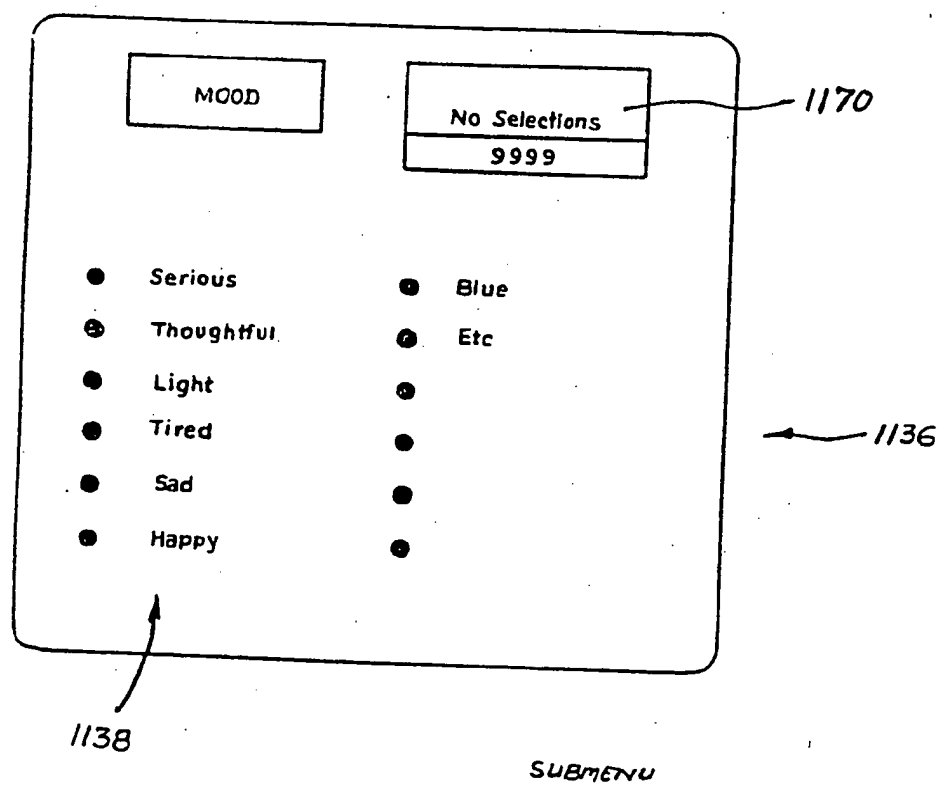 MOOD
No Selections
9999
1170
Serious
Thoughtful
Light
Tired
Sad
Happy
Blue
Etc
1136
1138
SUBMENU